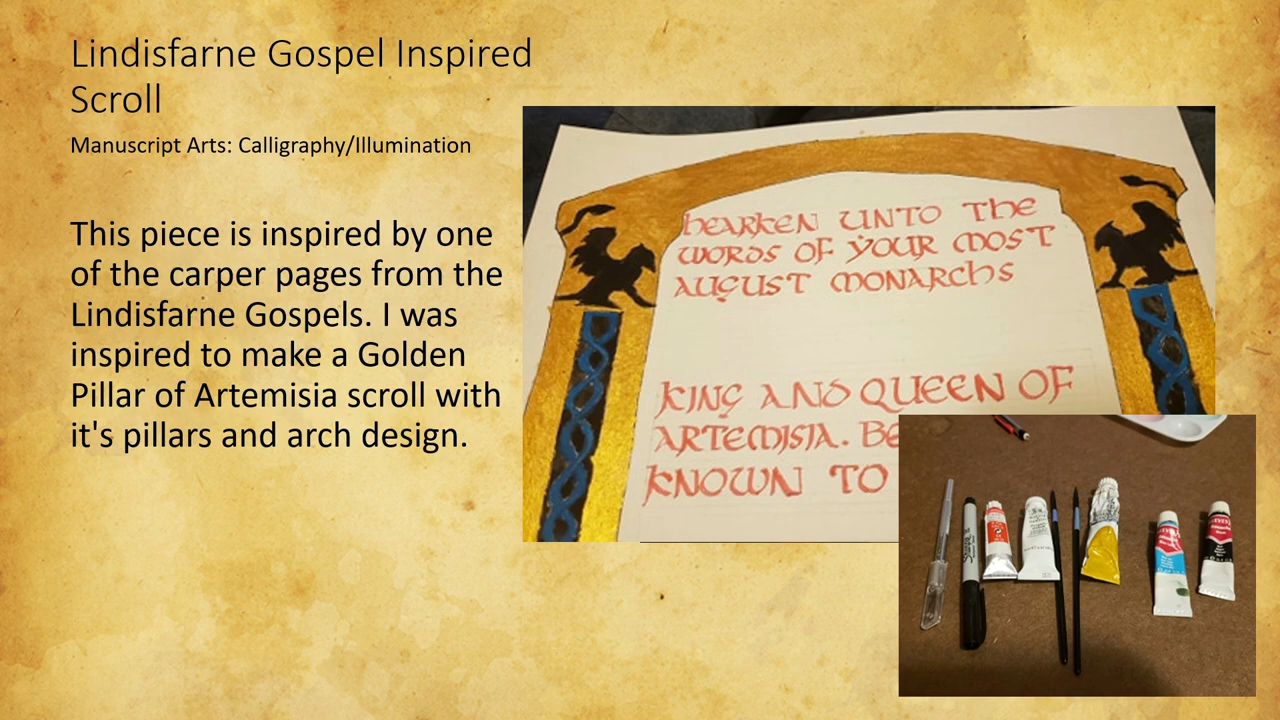 Lindisfarne Gospel Inspired
Scroll
Manuscript Arts: Calligraphy/Illumination
This piece is inspired by one
of the carper pages from the
Lindisfarne Gospels. I was
inspired to make a Golden
Pillar of Artemisia scroll with
it's pillars and arch design.
hearken unto the
words of your most
august monarchs
king and queen of
Artemisia. Be
known to